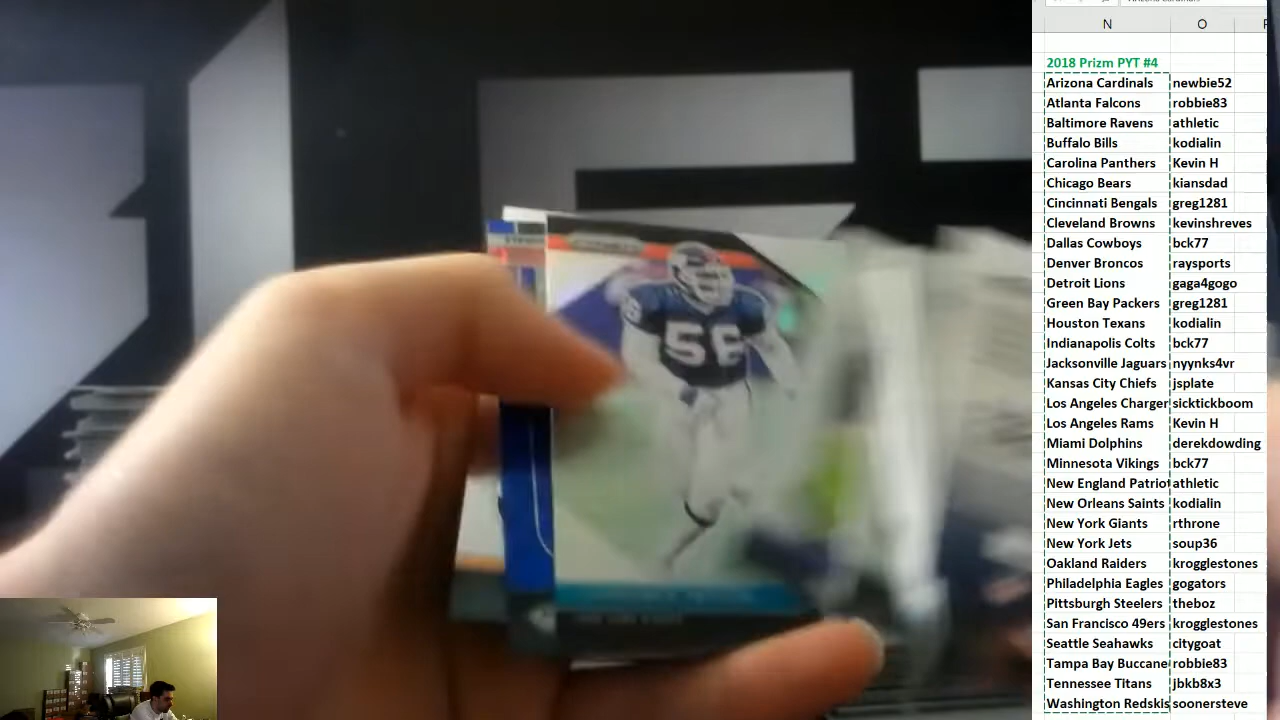 N O
2018 Prizm PYT #4
Arizona Cardinals newbie52
Atlanta Falcons robbie83
Baltimore Ravens athletic
Buffalo Bills kodialin
Carolina Panthers Kevin H
Chicago Bears kiansdad
Cincinnati Bengals greg1281
Cleveland Browns kevinshreves
Dallas Cowboys bck77
Denver Broncos raysports
Detroit Lions gaga4gogo
Green Bay Packers greg1281
Houston Texans kodialin
Indianapolis Colts bck77
Jacksonville Jaguars nyynks4vr
Kansas City Chiefs jsplate
Los Angeles Charger sicktickboom
Los Angeles Rams Kevin H
Miami Dolphins derekdowding
Minnesota Vikings bck77
New England Patriot athletic
New Orleans Saints kodialin
New York Giants rthrone
New York Jets soup36
Oakland Raiders krogglestones
Philadelphia Eagles gogators
Pittsburgh Steelers theboz
San Francisco 49ers krogglestones
Seattle Seahawks citygoat
Tampa Bay Buccane robbie83
Tennessee Titans jbkb8x3
Washington Redskis soonersteve
56